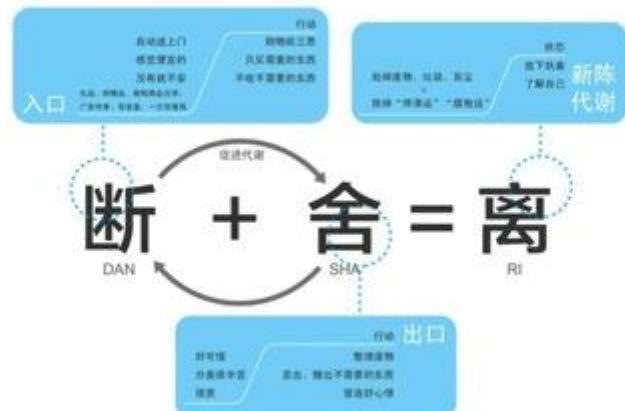 行动
自动送上门
购物前三思
感觉便宜的
只买需要的东西
没有就不安
不收不需要的东西
入口
状态
放下执着
了解自己
新陈
代谢
促进代谢
断 + 舍 = 离
DAN
SHA
RI
行动
出口
好可惜
整理废物
分类很辛苦
卖出、赠出不需要的东西
营造好心情